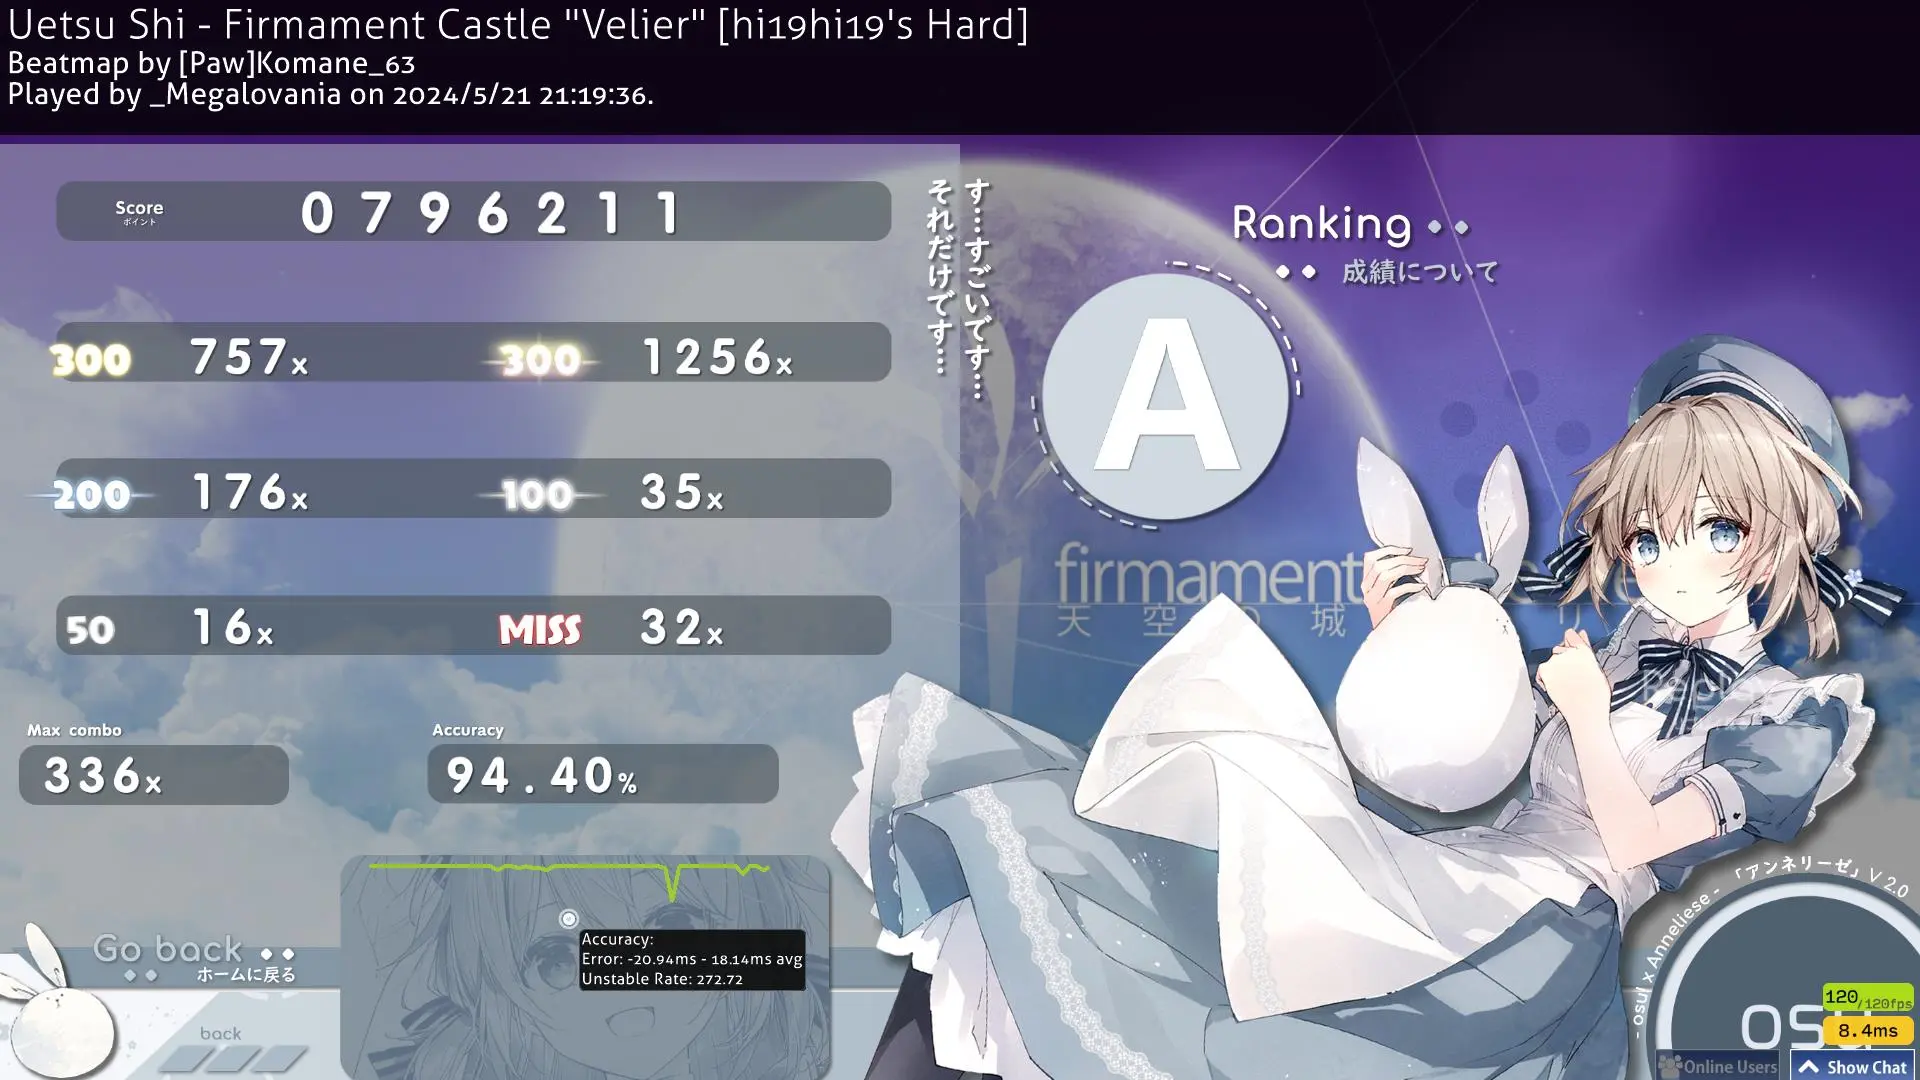 Uetsu Shi - Firmament Castle "Velier" [hi19hi19's Hard]
Beatmap by [Paw]Komane_63
Played by _Megalovania on 2024/5/21 21:19:36.
Score
ポイント
0796211
す…すごいです…
それだけです…
Ranking
成績について
A
300 757x 300 1256x
200 176x 100 35x
50 16x MISS 32x
firmament
天空の城
リ
Max combo
336x
Accuracy
94.40%
Accuracy:
Error: -20.94ms - 18.14ms avg
Unstable Rate: 272.72
Go back
ホームに戻る
back
- osu! x Anneliese - 「アンネリーゼ」 V 2.0
osu
120/120fps
8.4ms
Online Users
Show Chat